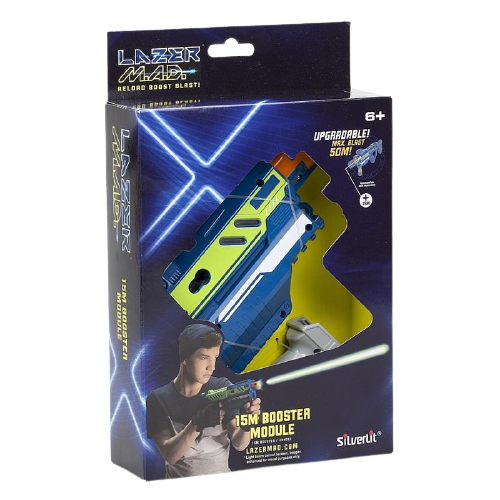 LAZER
M.A.D.
RELOAD BOOST BLAST!
6+
UPGRADABLE!
MAX. BLAST
50M!
LAZER
M.A.D.
15M BOOSTER
MODULE
15M BOOSTER
MODULE
LAZERMAD.COM
Silverlit